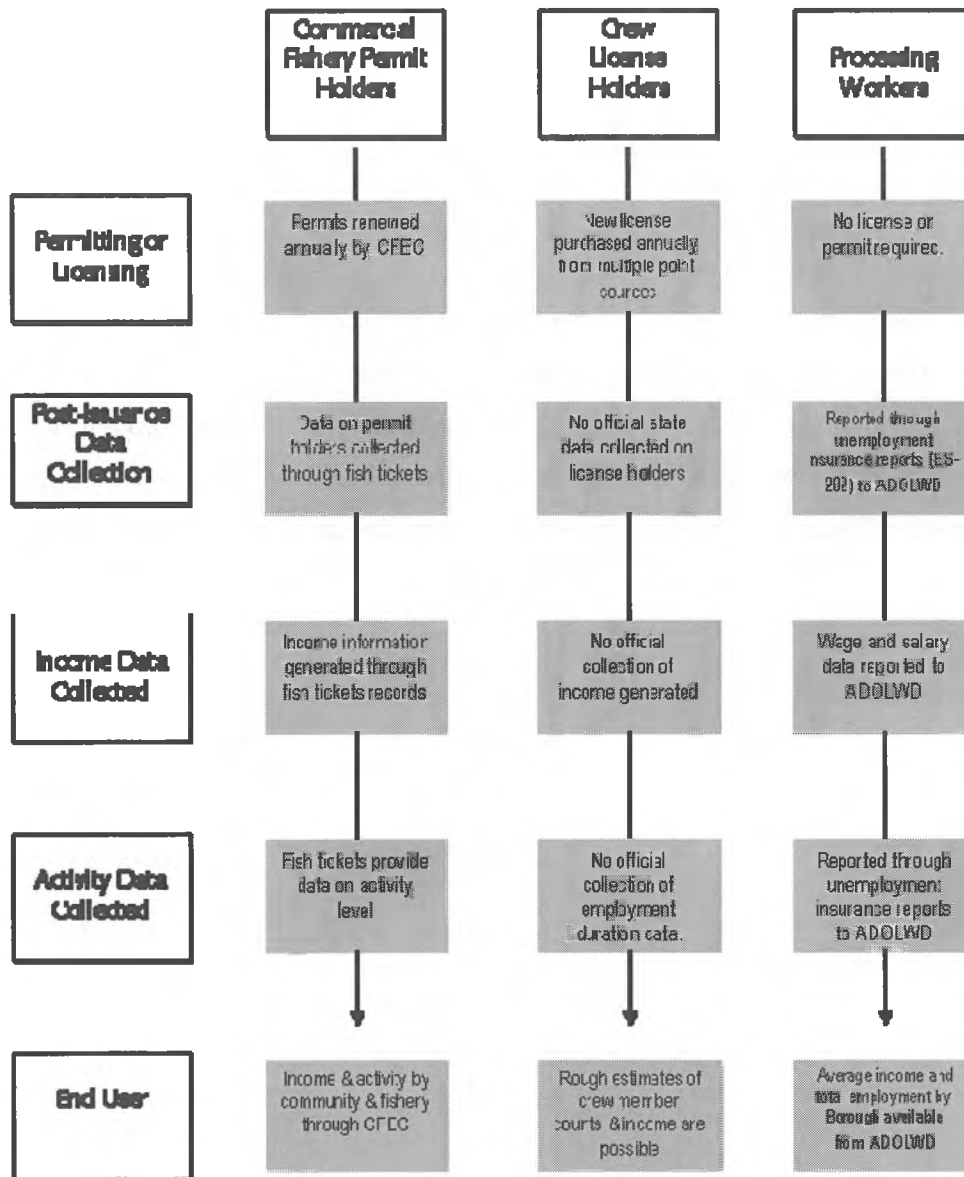 Commercial
Fishery Permit
Holders
Crew
License
Holders
Processing
Workers
Permitting or
Licensing
Permits renewed
annually by CFEC
New license
purchased annually
from multiple point
sources
No license or
permit required.
Post-Issuance
Data
Collection
Data on permit
holders collected
through fish tickets
No official state
data collected on
license holders
Reported through
unemployment
insurance reports (ES-
202) to ADOLWD
Income Data
Collected
Income information
generated through
fish tickets records
No official
collection of
income generated
Wage and salary
data reported to
ADOLWD
Activity Data
Collected
Fish tickets provide
data on activity
level
No official
collection of
employment
duration data.
Reported through
unemployment
insurance reports
to ADOLWD
End User
Income & activity by
community & fishery
through CFEC
Rough estimates of
crew member
counts & income are
possible
Average income and
total employment by
Borough available
from ADOLWD